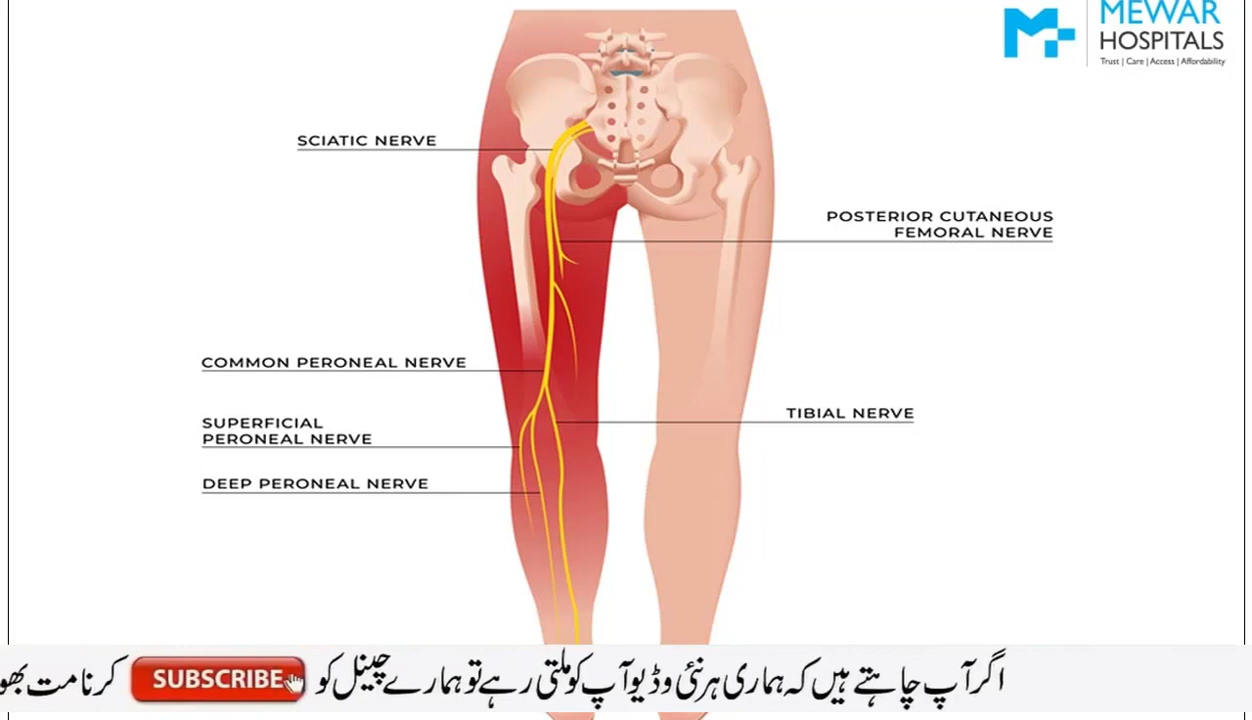 MEWAR
HOSPITALS
Trust | Care | Access | Affordability
SCIATIC NERVE
POSTERIOR CUTANEOUS
FEMORAL NERVE
COMMON PERONEAL NERVE
TIBIAL NERVE
SUPERFICIAL
PERONEAL NERVE
DEEP PERONEAL NERVE
اگر آپ چاہتے ہیں کہ ہماری ہر نئی وڈیو آپ کو ملتی رہے تو ہمارے چینل کو SUBSCRIBE کرنا مت